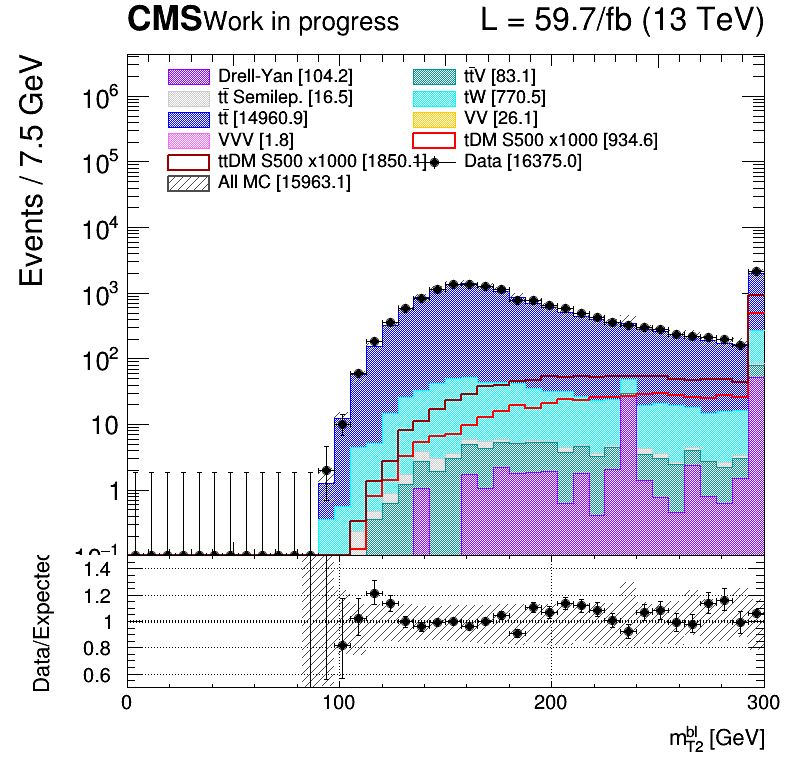 CMS Work in progress L = 59.7/fb (13 TeV)
Events / 7.5 GeV
Drell-Yan [104.2] tt̄V [83.1]
tt̄ Semilep. [16.5] tW [770.5]
tt̄ [14960.9] VV [26.1]
VVV [1.8] tDM S500 x1000 [934.6]
ttDM S500 x1000 [1850.1] Data [16375.0]
All MC [15963.1]
10⁶
10⁵
10⁴
10³
10²
10
1
10⁻¹
Data/Expected
1.4
1.2
1
0.8
0.6
0 100 200 300
m_{T2}^{bl} [GeV]